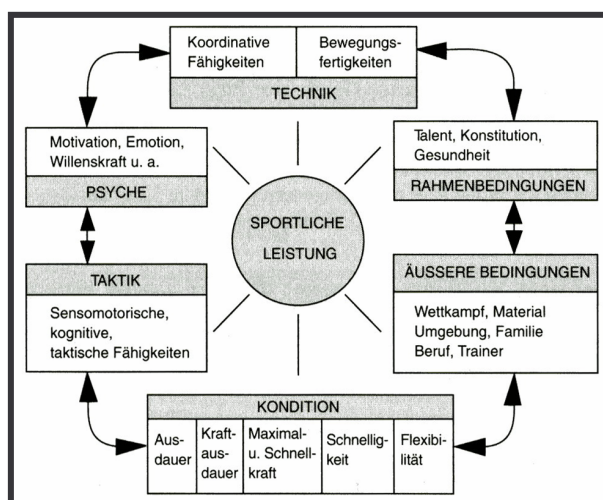 Koordinative
Fähigkeiten
Bewegungs-
fertigkeiten
TECHNIK
Motivation, Emotion,
Willenskraft u. a.
PSYCHE
Talent, Konstitution,
Gesundheit
RAHMENBEDINGUNGEN
SPORTLICHE
LEISTUNG
TAKTIK
Sensomotorische,
kognitive,
taktische Fähigkeiten
ÄUSSERE BEDINGUNGEN
Wettkampf, Material
Umgebung, Familie
Beruf, Trainer
KONDITION
Aus-
dauer
Kraft-
aus-
dauer
Maximal-
u. Schnell-
kraft
Schnellig-
keit
Flexibi-
lität